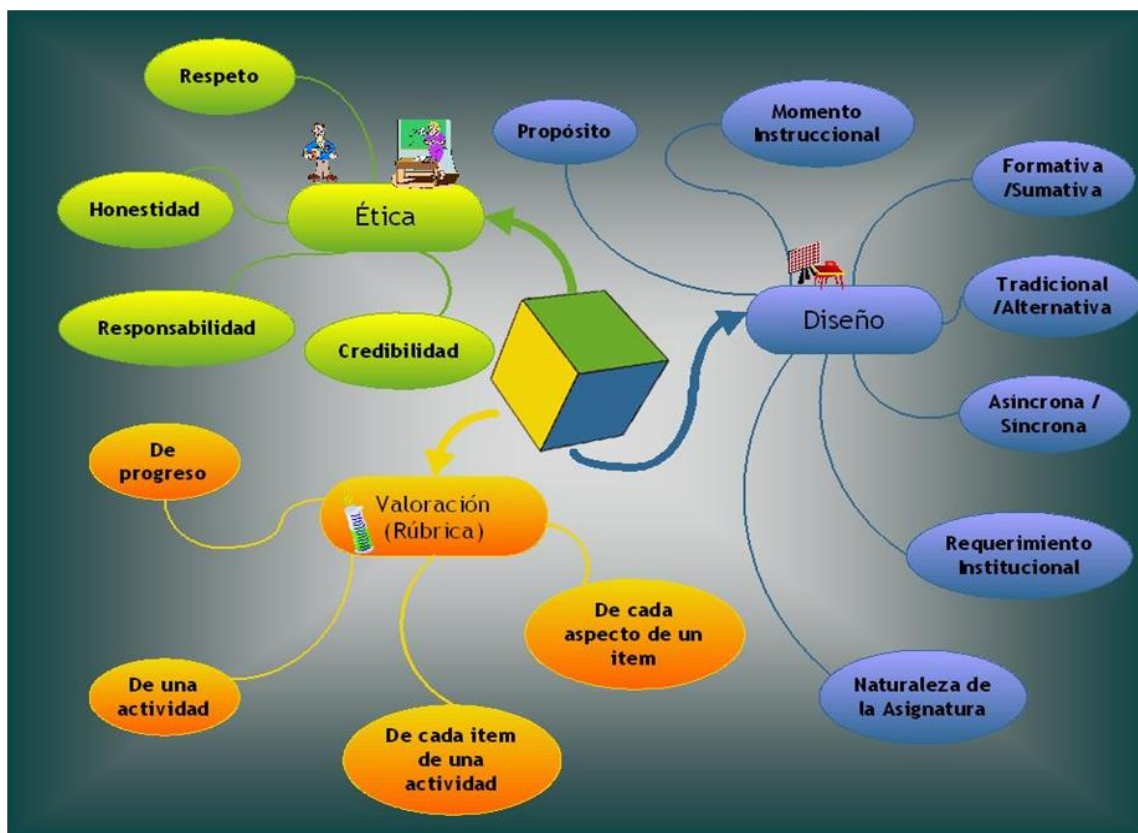 Respeto
Honestidad
Ética
Responsabilidad
Credibilidad
Propósito
Momento
Instruccional
Formativa
/Sumativa
Tradicional
/Alternativa
Diseño
Asincrona /
Sincrona
Requerimiento
Institucional
Naturaleza de
la Asignatura
De
progreso
Valoración
(Rúbrica)
De cada
aspecto de un
item
De una
actividad
De cada item
de una
actividad